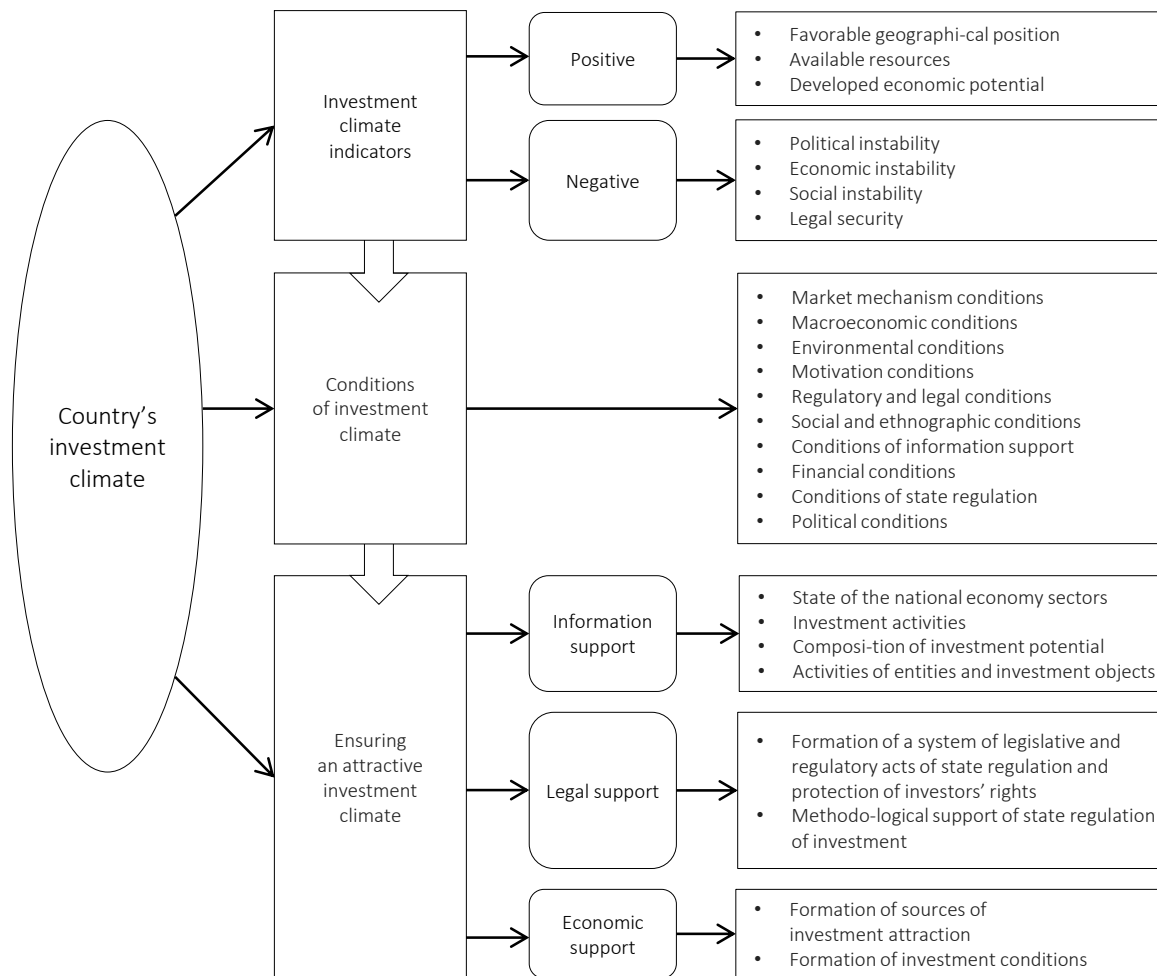 Country's
investment
climate
Investment
climate
indicators
Positive
• Favorable geographi-cal position
• Available resources
• Developed economic potential
Negative
• Political instability
• Economic instability
• Social instability
• Legal security
Conditions
of investment
climate
• Market mechanism conditions
• Macroeconomic conditions
• Environmental conditions
• Motivation conditions
• Regulatory and legal conditions
• Social and ethnographic conditions
• Conditions of information support
• Financial conditions
• Conditions of state regulation
• Political conditions
Ensuring
an attractive
investment
climate
Information
support
• State of the national economy sectors
• Investment activities
• Composi-tion of investment potential
• Activities of entities and investment objects
Legal support
• Formation of a system of legislative and
regulatory acts of state regulation and
protection of investors' rights
• Methodo-logical support of state regulation
of investment
Economic
support
• Formation of sources of
investment attraction
• Formation of investment conditions